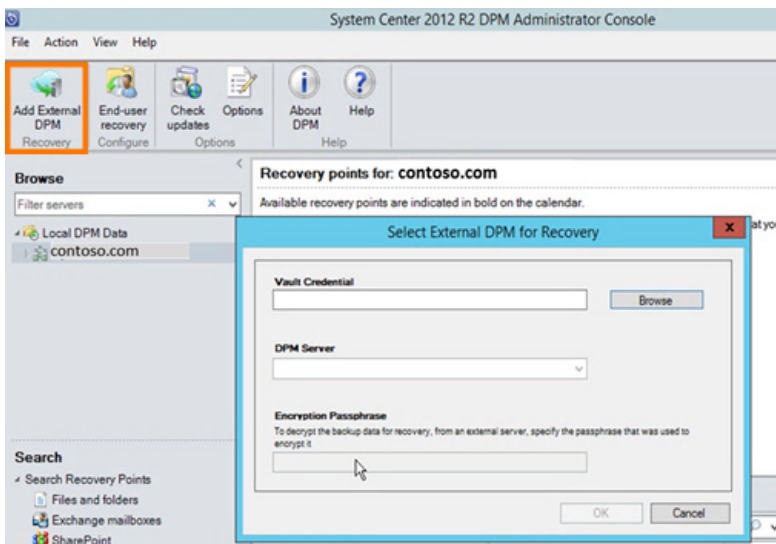 System Center 2012 R2 DPM Administrator Console
File Action View Help
Add External DPM
End-user recovery
Check updates
Options
About DPM
Help
Recovery
Configure
Options
Help
Browse
Filter servers
Local DPM Data
contoso.com
Recovery points for: contoso.com
Available recovery points are indicated in bold on the calendar.
at yo
Select External DPM for Recovery
x
Vault Credential
Browse
DPM Server
Encryption Passphrase
To decrypt the backup data for recovery, from an external server, specify the passphrase that was used to
encrypt it
OK
Cancel
Search
Search Recovery Points
Files and folders
Exchange mailboxes
SharePoint